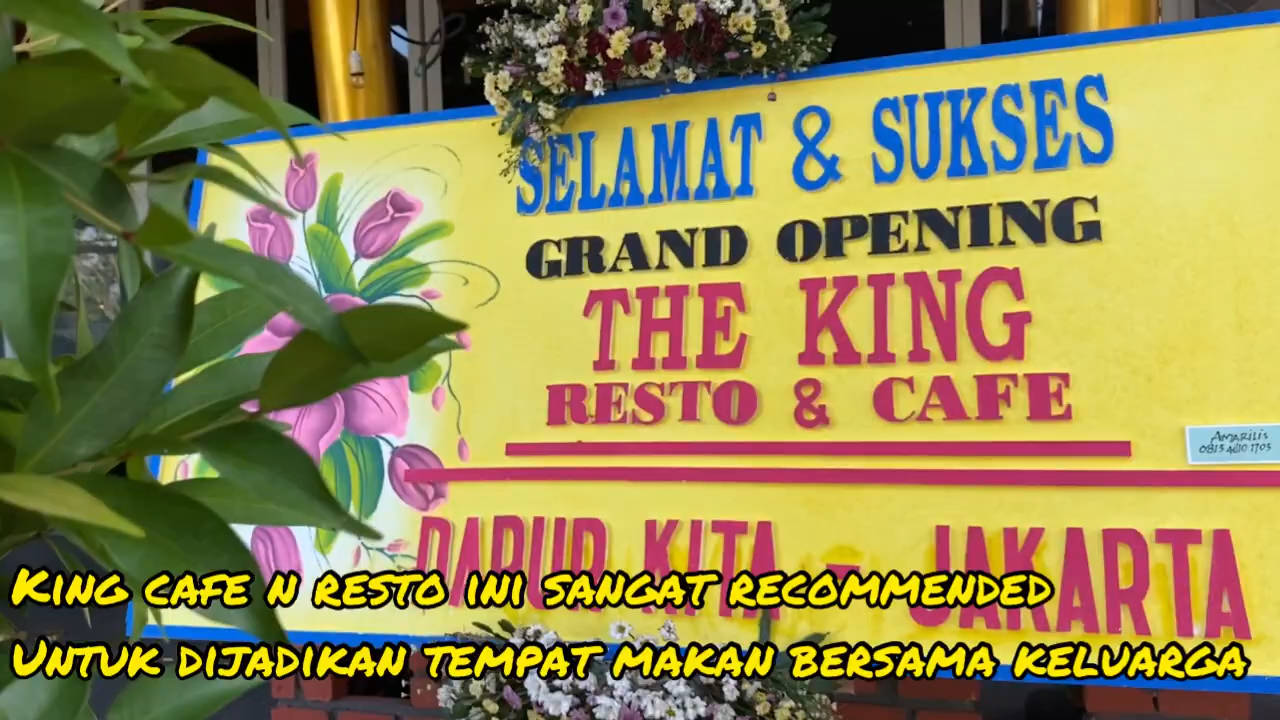 SELAMAT & SUKSES
GRAND OPENING
THE KING
RESTO & CAFE
AMARILIS
DAPUR KITA - JAKARTA
KING CAFE N RESTO INI SANGAT RECOMMENDED
UNTUK DIJADIKAN TEMPAT MAKAN BERSAMA KELUARGA